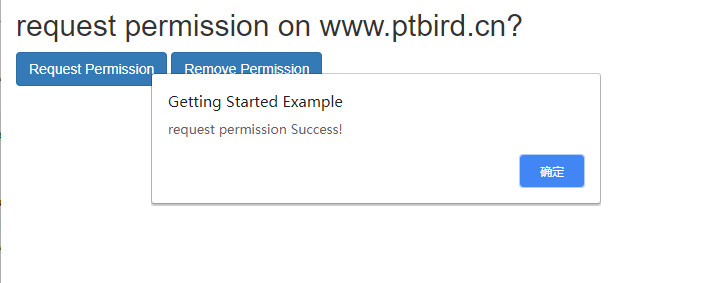 request permission on www.ptbird.cn?
Request Permission Remove Permission
Getting Started Example
request permission Success!
确定